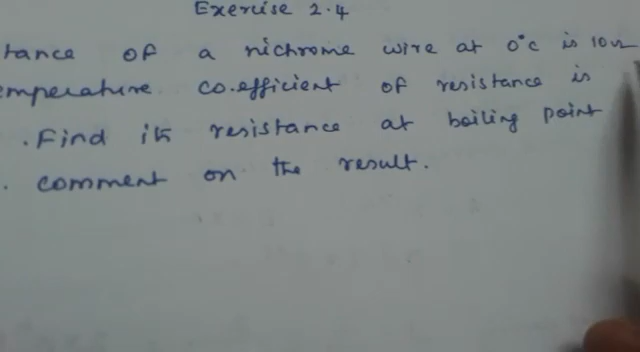 Exercise 2.4
tance of a nichrome wire at 0°c is 10Ω
emperature co.efficient of resistance is
. Find its resistance at boiling point
. comment on the result.